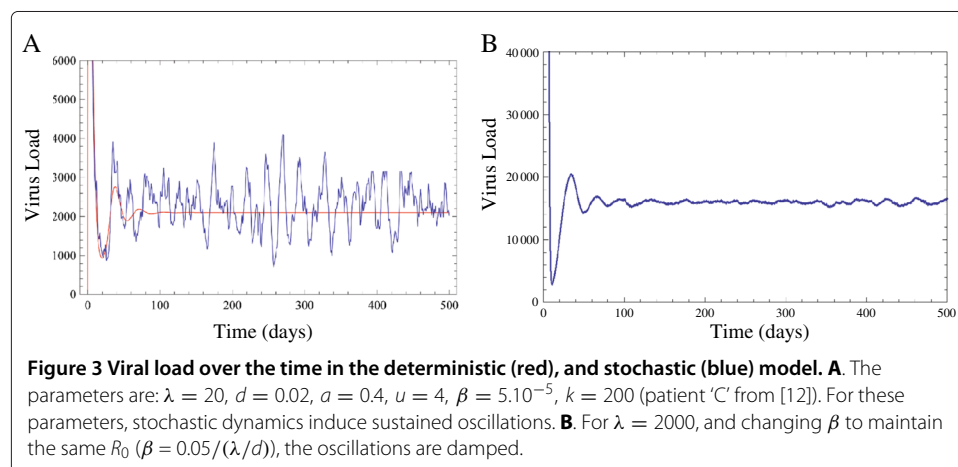 A
6000
5000
4000
3000
2000
1000
0
Virus Load
0 100 200 300 400 500
Time (days)
B
40 000
30 000
20 000
10 000
0
Virus Load
0 100 200 300 400 500
Time (days)
Figure 3 Viral load over the time in the deterministic (red), and stochastic (blue) model. A. The
parameters are: λ = 20, d = 0.02, a = 0.4, u = 4, β = 5.10⁻⁵, k = 200 (patient ‘C’ from [12]). For these
parameters, stochastic dynamics induce sustained oscillations. B. For λ = 2000, and changing β to maintain
the same R₀ (β = 0.05/(λ/d)), the oscillations are damped.